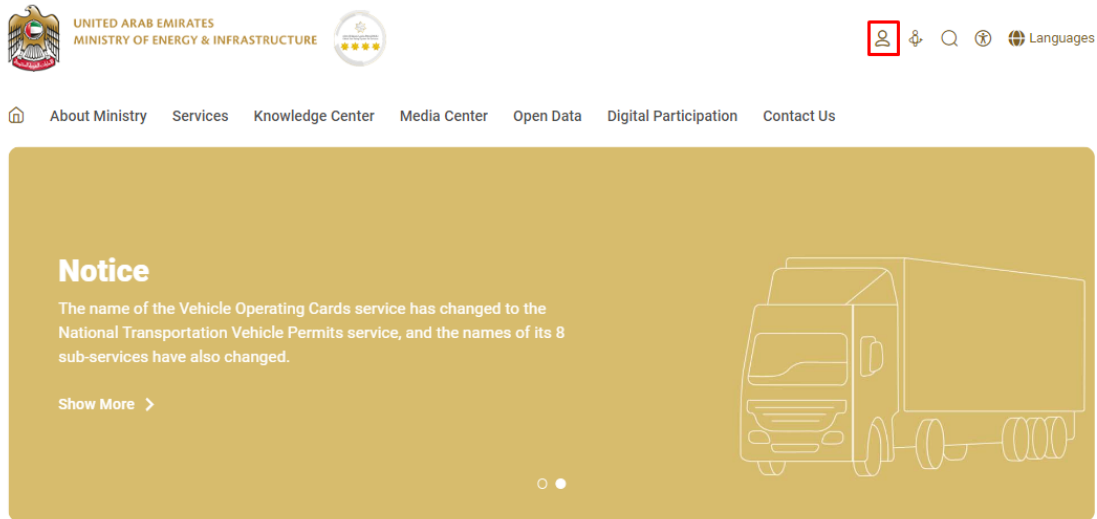 UNITED ARAB EMIRATES
MINISTRY OF ENERGY & INFRASTRUCTURE
Languages
About Ministry
Services
Knowledge Center
Media Center
Open Data
Digital Participation
Contact Us
Notice
The name of the Vehicle Operating Cards service has changed to the
National Transportation Vehicle Permits service, and the names of its 8
sub-services have also changed.
Show More